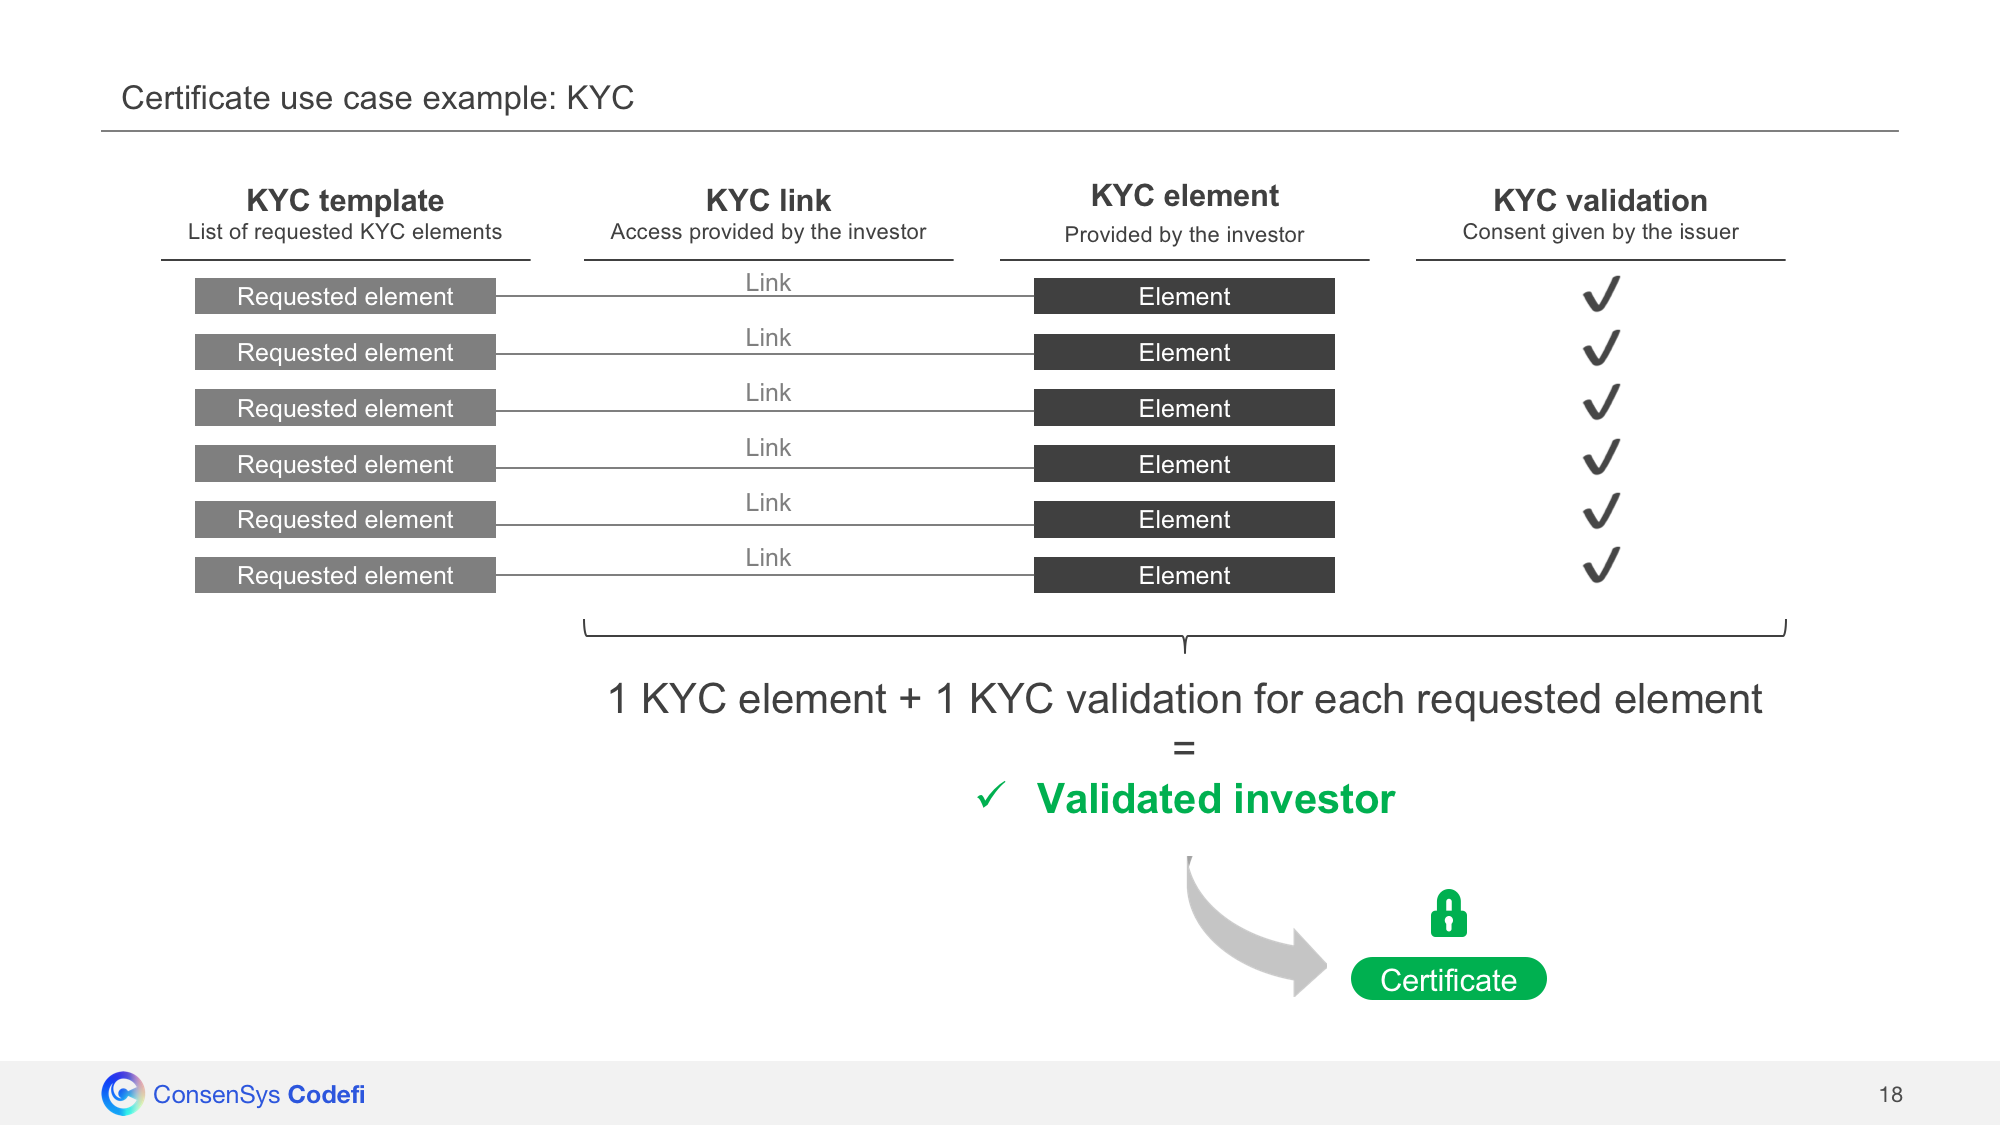 Certificate use case example: KYC
KYC template
List of requested KYC elements
KYC link
Access provided by the investor
KYC element
Provided by the investor
KYC validation
Consent given by the issuer
Requested element
Link
Element
Requested element
Link
Element
Requested element
Link
Element
Requested element
Link
Element
Requested element
Link
Element
Requested element
Link
Element
1 KYC element + 1 KYC validation for each requested element
=
✓ Validated investor
Certificate
ConsenSys Codefi
18